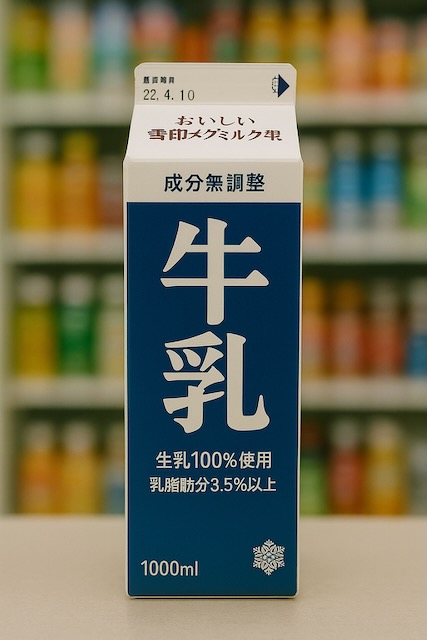 22.4.10
おいしい
雪印メグミルク
成分無調整
牛乳
生乳100%使用
乳脂肪分3.5%以上
1000ml